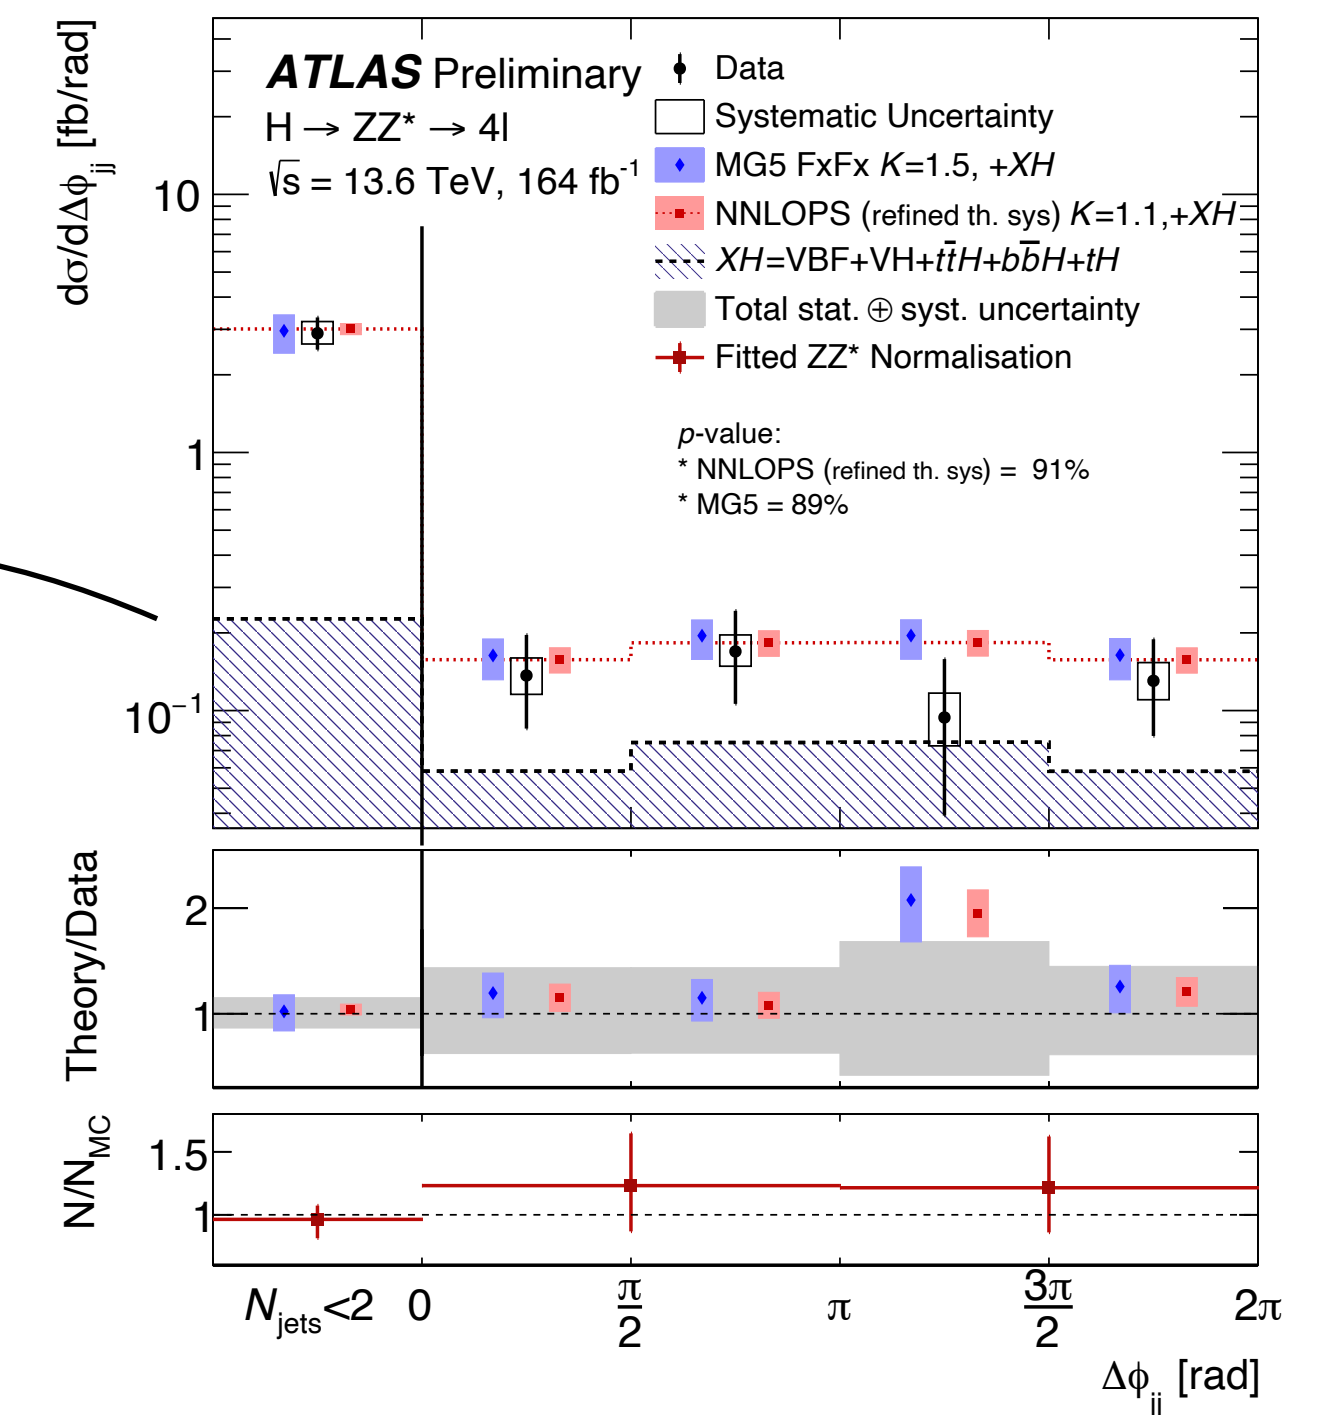 dσ/dΔϕjj [fb/rad]
ATLAS Preliminary
H → ZZ* → 4l
√s = 13.6 TeV, 164 fb⁻¹
Data
Systematic Uncertainty
MG5 FxFx K=1.5, +XH
NNLOPS (refined th. sys) K=1.1,+XH
XH=VBF+VH+tt̄H+bb̄H+tH
Total stat. ⊕ syst. uncertainty
Fitted ZZ* Normalisation
p-value:
* NNLOPS (refined th. sys) = 91%
* MG5 = 89%
10
1
10⁻¹
Theory/Data
2
1
N/NMC
1.5
1
Njets<2 0 π/2 π 3π/2 2π
Δϕjj [rad]